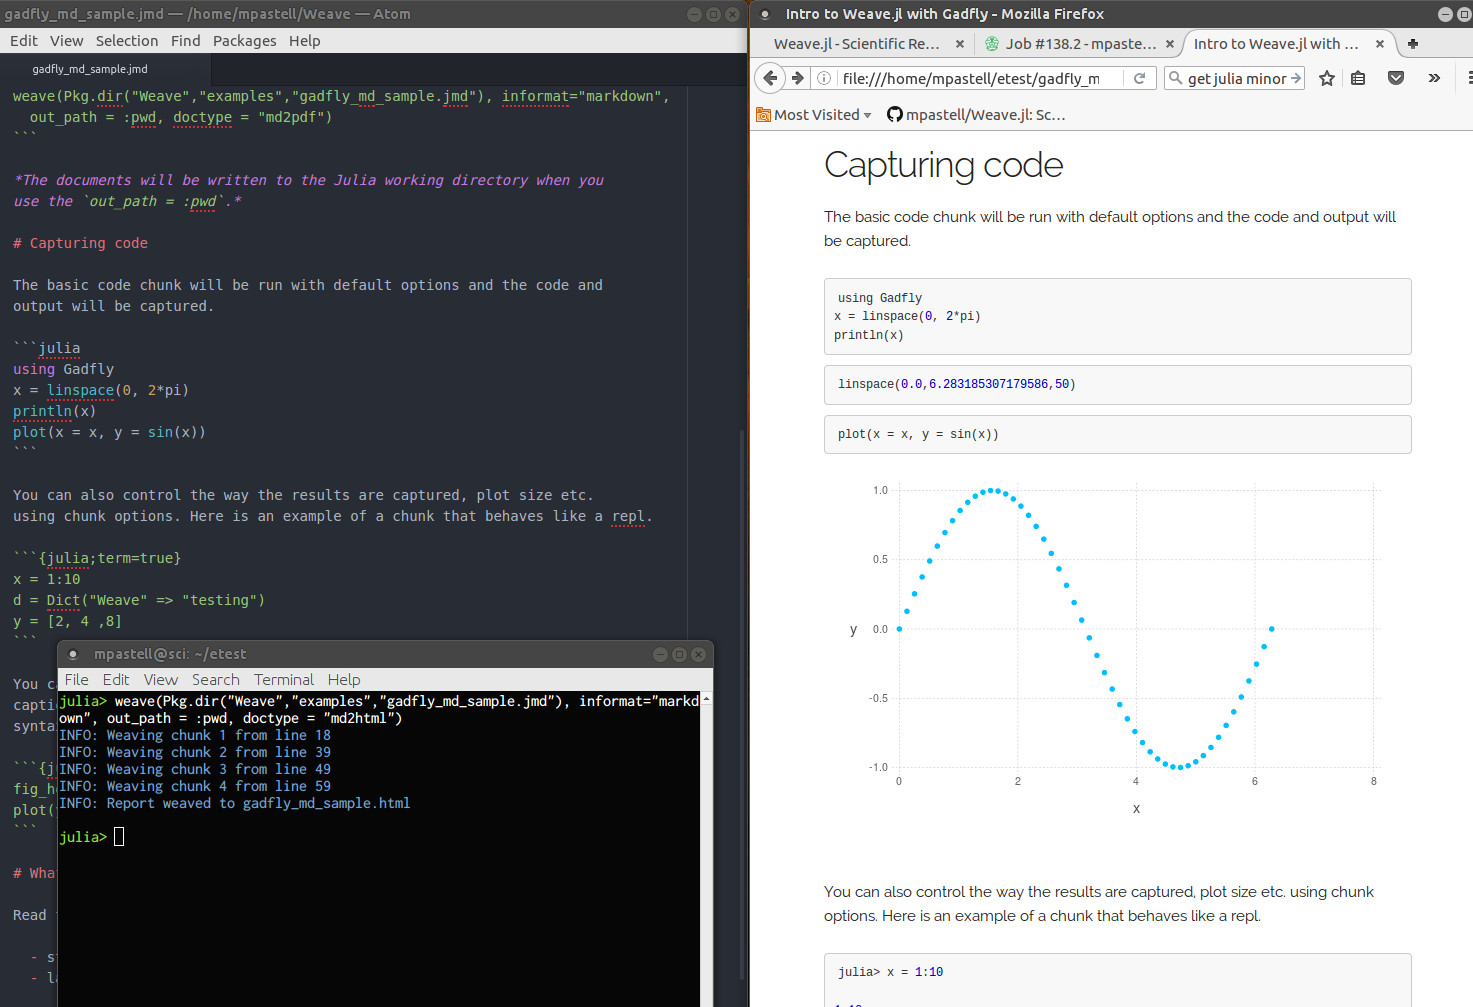 gadfly_md_sample.jmd — /home/mpastell/Weave — Atom
Edit View Selection Find Packages Help
gadfly_md_sample.jmd
weave(Pkg.dir("Weave","examples","gadfly_md_sample.jmd"), informat="markdown",
out_path = :pwd, doctype = "md2pdf")
```
*The documents will be written to the Julia working directory when you
use the `out_path = :pwd`.*
# Capturing code
The basic code chunk will be run with default options and the code and
output will be captured.
```julia
using Gadfly
x = linspace(0, 2*pi)
println(x)
plot(x = x, y = sin(x))
```
You can also control the way the results are captured, plot size etc.
using chunk options. Here is an example of a chunk that behaves like a repl.
```{julia;term=true}
x = 1:10
d = Dict("Weave" => "testing")
y = [2, 4 ,8]
```
You c
capti
synta
```{j
fig_h
plot(
```
# Wha
Read
- s
- l
mpastell@sci: ~/etest
File Edit View Search Terminal Help
julia> weave(Pkg.dir("Weave","examples","gadfly_md_sample.jmd"), informat="markd
own", out_path = :pwd, doctype = "md2html")
INFO: Weaving chunk 1 from line 18
INFO: Weaving chunk 2 from line 39
INFO: Weaving chunk 3 from line 49
INFO: Weaving chunk 4 from line 59
INFO: Report weaved to gadfly_md_sample.html
julia>
Intro to Weave.jl with Gadfly - Mozilla Firefox
Weave.jl - Scientific Re... Job #138.2 - mpaste... Intro to Weave.jl with ...
file:///home/mpastell/etest/gadfly_m get julia minor
Most Visited mpastell/Weave.jl: Sc...
Capturing code
The basic code chunk will be run with default options and the code and output will
be captured.
using Gadfly
x = linspace(0, 2*pi)
println(x)
linspace(0.0,6.283185307179586,50)
plot(x = x, y = sin(x))
1.0
0.5
y 0.0
-0.5
-1.0
0 2 4 6 8
x
You can also control the way the results are captured, plot size etc. using chunk
options. Here is an example of a chunk that behaves like a repl.
julia> x = 1:10